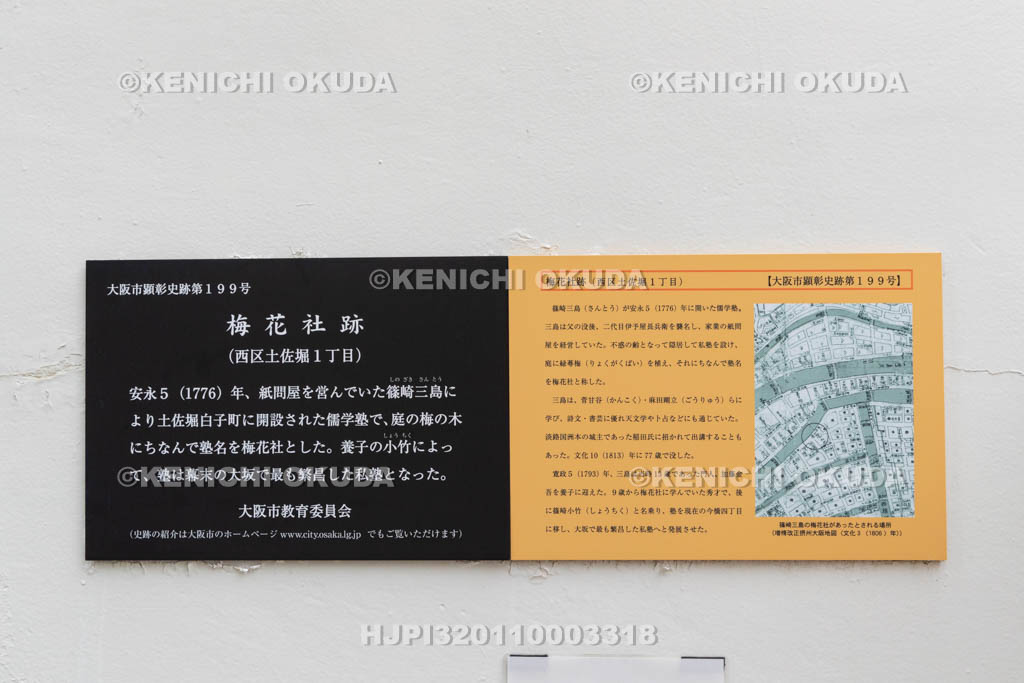 ©KENICHI OKUDA
©KENICHI OKUDA
©KENICHI OKUDA
大阪市顕彰史跡第１９９号
梅花社跡
（西区土佐堀１丁目）
安永５（1776）年、紙問屋を営んでいた篠崎三島に
しの ざき さん とう
より土佐堀白子町に開設された儒学塾で、庭の梅の木
にちなんで塾名を梅花社とした。養子の小竹によっ
しょう ちく
て、塾は幕末の大坂で最も繁昌した私塾となった。
大阪市教育委員会
（史跡の紹介は大阪市のホームページ www.city.osaka.lg.jp でもご覧いただけます）
梅花社跡（西区土佐堀１丁目）
【大阪市顕彰史跡第１９９号】
篠崎三島（さんとう）が安永５（1776）年に開いた儒学塾。
三島は父の没後、二代目伊予屋長兵衛を襲名し、家業の紙問
屋を経営していた。不惑の齢となって隠居して私塾を設け、
庭に緑萼梅（りょくがくばい）を植え、それにちなんで塾名
を梅花社と称した。
三島は、菅甘谷（かんこく）・麻田剛立（ごうりゅう）らに
学び、詩文・書芸に優れ天文学や卜占などにも通じていた。
淡路国洲本の城主であった稲田氏に招かれて出講することも
あった。文化10（1813）年に77歳で没した。
寛政５（1793）年、三島は
吾を養子に迎えた。９歳から梅花社に学んでいた秀才で、後
に篠崎小竹（しょうちく）と名乗り、塾を現在の今橋四丁目
に移し、大坂で最も繁昌した私塾へと発展させた。
篠崎三島の梅花社があったとされる場所
（増脩改正摂州大阪地図（文化３（1806）年））
©KENICHI OKUDA
©KENICHI OKUDA
HJPI320110003318